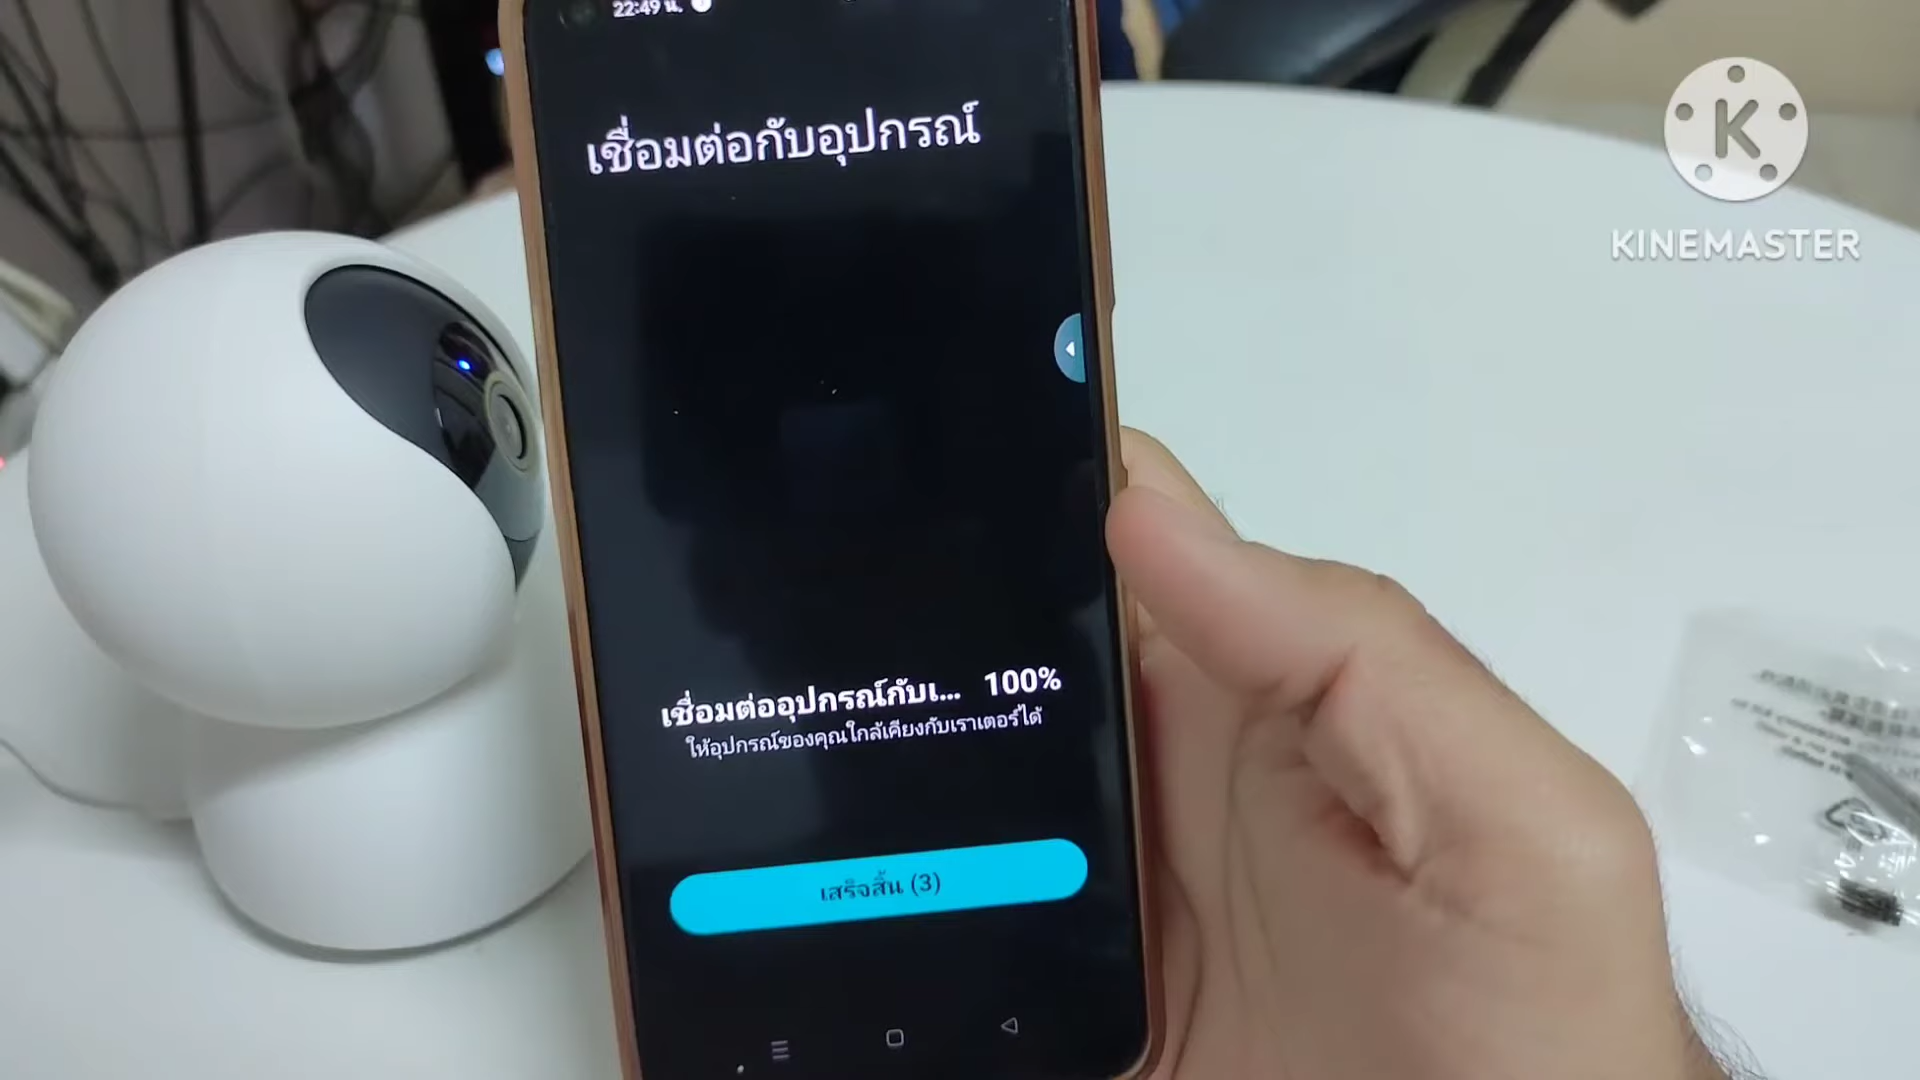 22:49 น.
เชื่อมต่อกับอุปกรณ์
K
KINEMASTER
เชื่อมต่ออุปกรณ์กับเ... 100%
ให้อุปกรณ์ของคุณใกล้เคียงกับเราเตอร์ได้
เสร็จสิ้น (3)